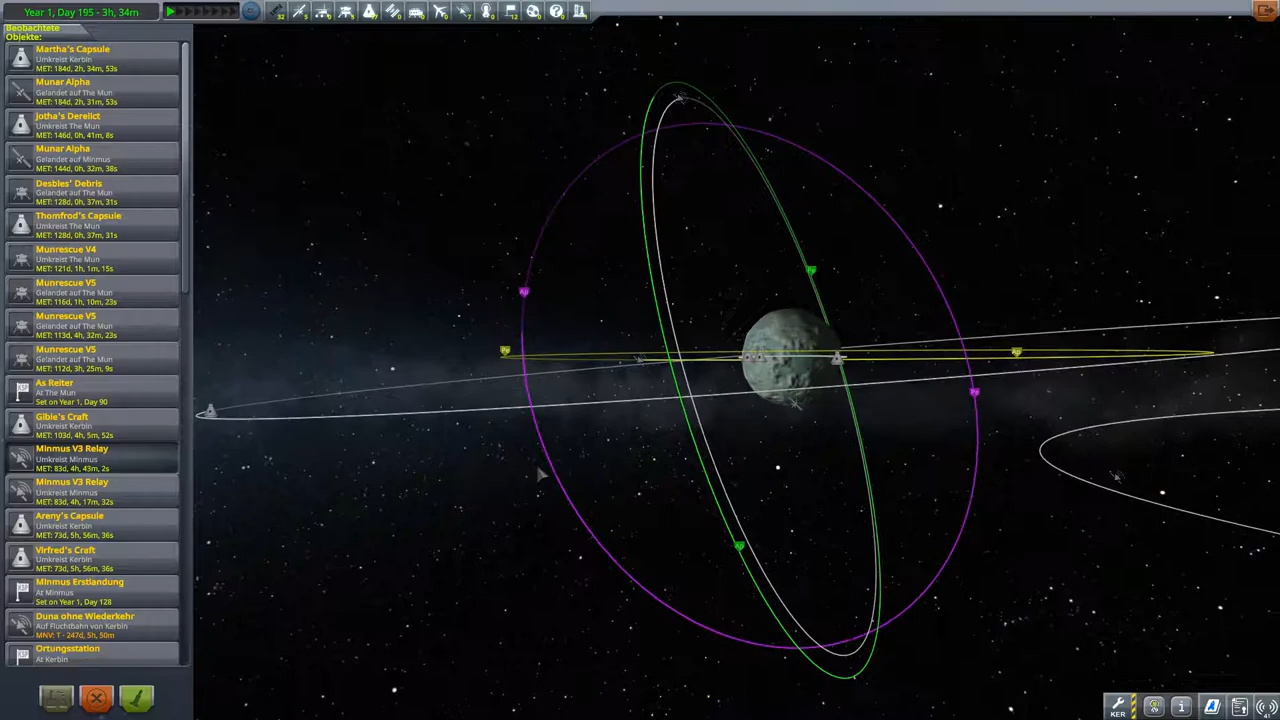 Year 1, Day 195 - 3h, 34m
Beobachtete
Objekte:
Martha's Capsule
Umkreist Kerbin
MET: 184d, 2h, 34m, 53s
Munar Alpha
Gelandet auf The Mun
MET: 184d, 2h, 31m, 53s
Jotha's Derelict
Umkreist The Mun
MET: 146d, 0h, 41m, 8s
Munar Alpha
Gelandet auf Minmus
MET: 144d, 0h, 32m, 38s
Desbles' Debris
Gelandet auf The Mun
MET: 128d, 0h, 37m, 31s
Thomfrod's Capsule
Umkreist The Mun
MET: 128d, 0h, 37m, 31s
Munrescue V4
Gelandet auf The Mun
MET: 121d, 1h, 1m, 15s
Munrescue V5
Gelandet auf The Mun
MET: 116d, 1h, 10m, 23s
Munrescue V5
Gelandet auf The Mun
MET: 113d, 4h, 32m, 23s
Munrescue V5
Gelandet auf The Mun
MET: 112d, 3h, 25m, 9s
As Reiter
At The Mun
Set on Year 1, Day 90
Gible's Craft
Umkreist Kerbin
MET: 103d, 4h, 5m, 52s
Minmus V3 Relay
Umkreist Minmus
MET: 83d, 4h, 43m, 2s
Minmus V3 Relay
Umkreist Minmus
MET: 83d, 4h, 17m, 32s
Areny's Capsule
Umkreist Kerbin
MET: 73d, 5h, 56m, 36s
Virfred's Craft
Umkreist Kerbin
MET: 73d, 5h, 56m, 36s
Minmus Erstlandung
At Minmus
Set on Year 1, Day 128
Duna ohne Wiederkehr
Auf Fluchtbahn von Kerbin
MNV: T - 247d, 5h, 50m
Ortungsstation
At Kerbin
Ap
Pe
Pe
Ap
Pe
Ap
KER